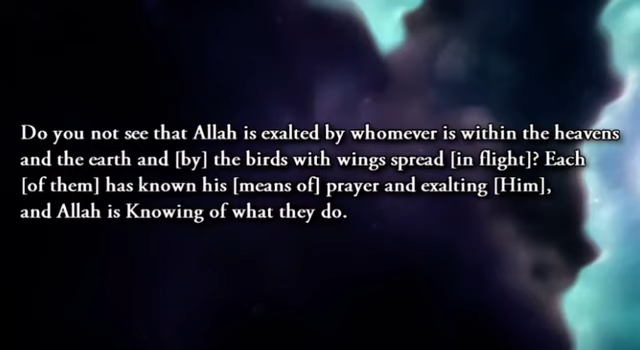 Do you not see that Allah is exalted by whomever is within the heavens
and the earth and [by] the birds with wings spread [in flight]? Each
[of them] has known his [means of] prayer and exalting [Him],
and Allah is Knowing of what they do.